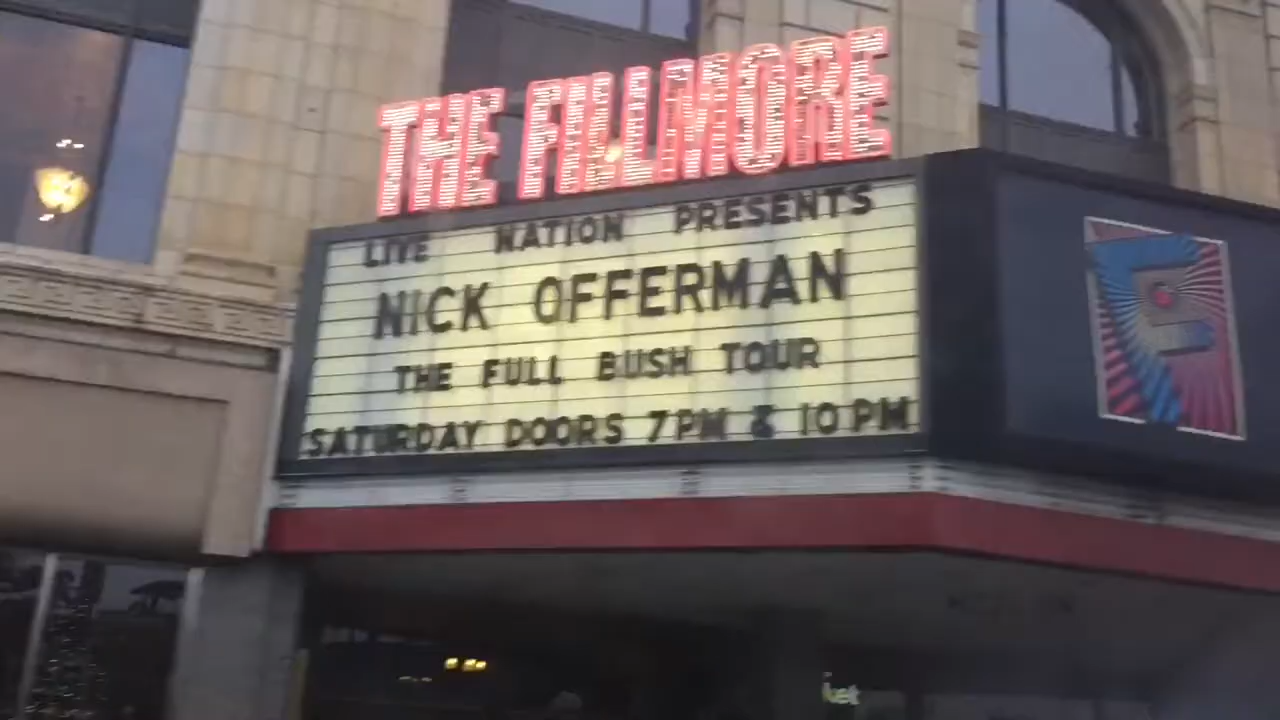 THE FILLMORE
LIVE NATION PRESENTS
NICK OFFERMAN
THE FULL BUSH TOUR
SATURDAY DOORS 7PM & 10PM